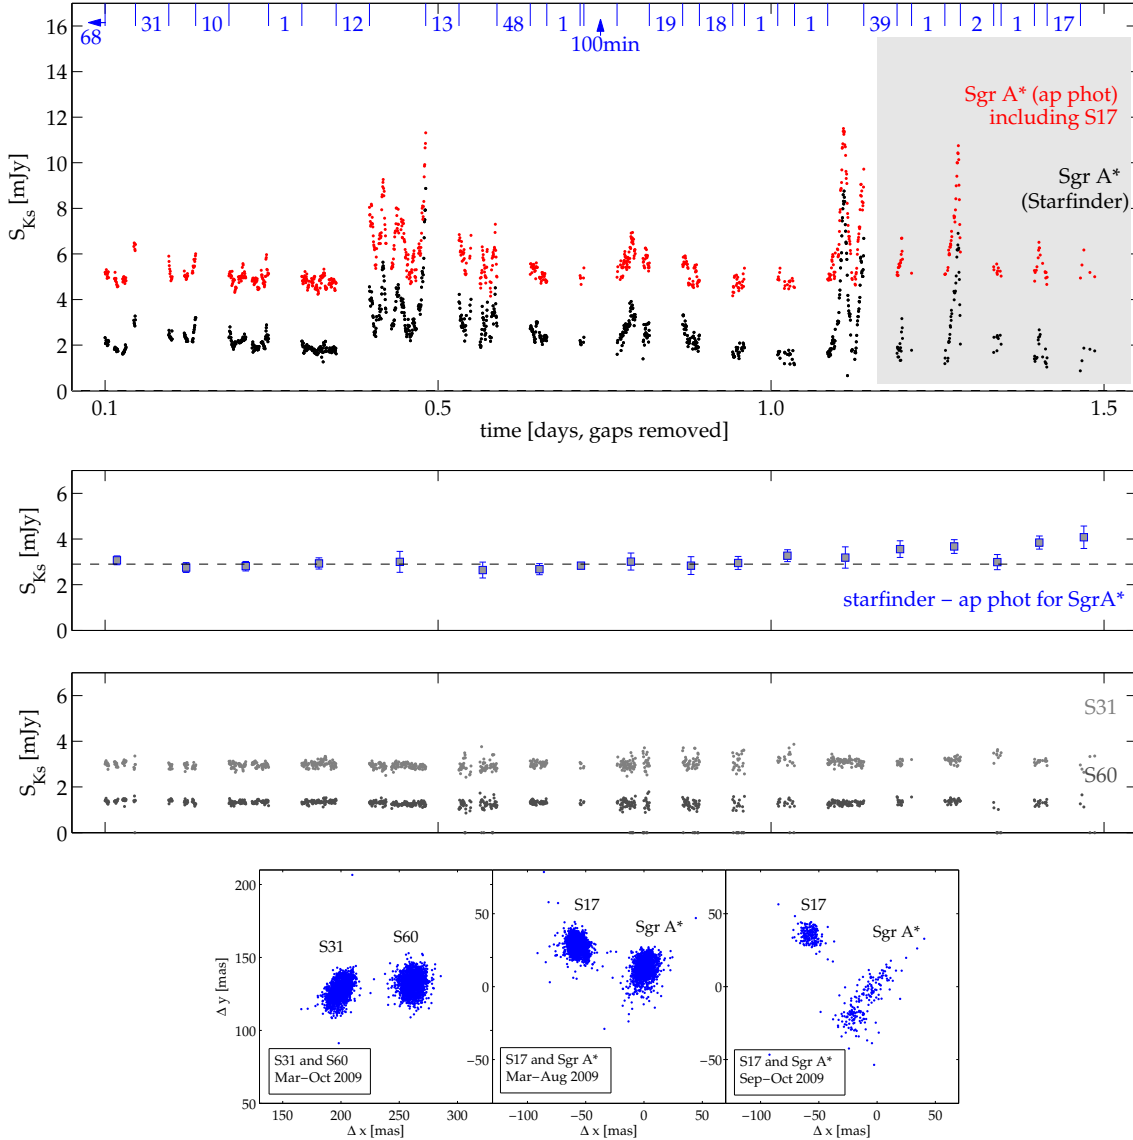 16
14
12
10
8
6
4
2
0
S_Ks [mJy]
68
31
10
1
12
13
48
1
100min
19
18
1
1
39
1
2
1
17
Sgr A* (ap phot)
including S17
Sgr A*
(Starfinder)
0.1
0.5
1.0
1.5
time [days, gaps removed]
6
4
2
0
S_Ks [mJy]
starfinder – ap phot for SgrA*
6
4
2
0
S_Ks [mJy]
S31
S60
200
150
100
50
Δ y [mas]
S31
S60
S31 and S60
Mar–Oct 2009
150
200
250
300
Δ x [mas]
50
0
−50
S17
Sgr A*
S17 and Sgr A*
Mar–Aug 2009
−100
−50
0
50
Δ x [mas]
50
0
−50
S17
Sgr A*
S17 and Sgr A*
Sep–Oct 2009
−100
−50
0
50
Δ x [mas]